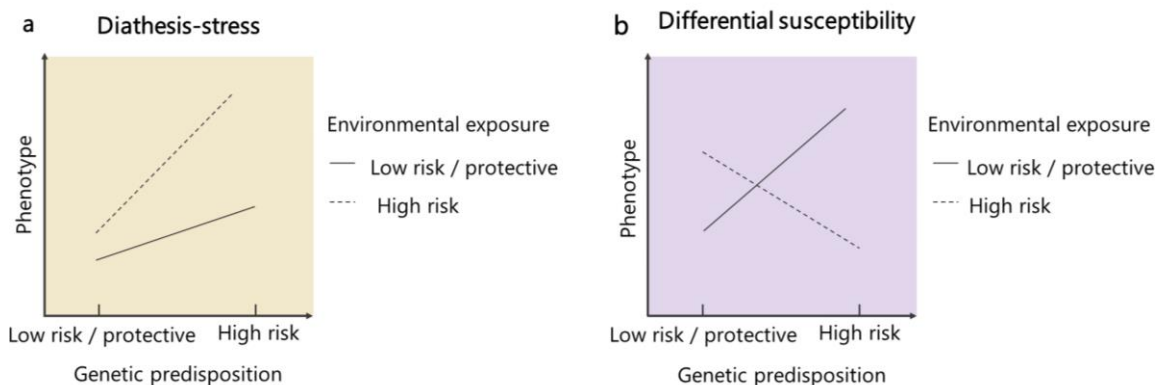 a
Diathesis-stress
Phenotype
Environmental exposure
Low risk / protective
High risk
Low risk / protective
High risk
Genetic predisposition
b
Differential susceptibility
Phenotype
Environmental exposure
Low risk / protective
High risk
Low risk / protective
High risk
Genetic predisposition